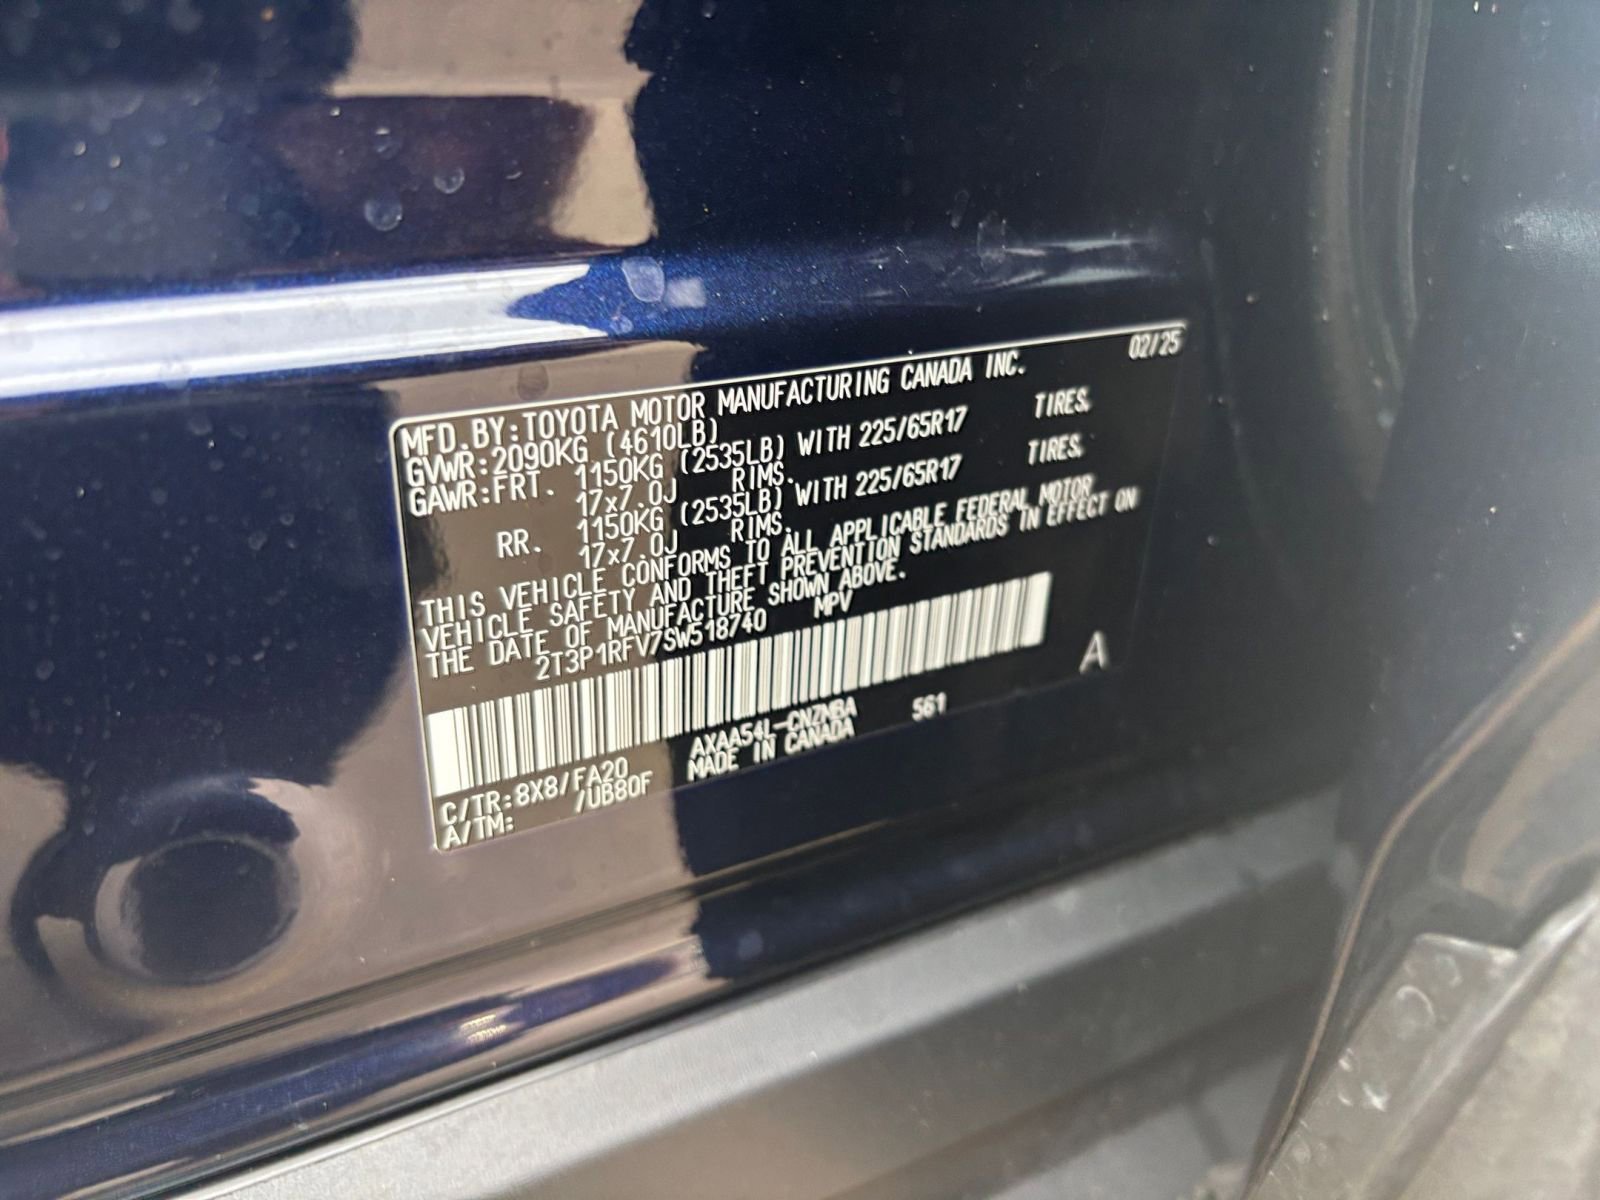 02/25
MFD.BY:TOYOTA MOTOR MANUFACTURING CANADA INC.
GVWR:2090KG (4610LB)
GAWR:FRT. 1150KG (2535LB) WITH 225/65R17 TIRES,
17x7.0J RIMS.
RR. 1150KG (2535LB) WITH 225/65R17 TIRES,
17x7.0J RIMS.
THIS VEHICLE CONFORMS TO ALL APPLICABLE FEDERAL MOTOR
VEHICLE SAFETY AND THEFT PREVENTION STANDARDS IN EFFECT ON
THE DATE OF MANUFACTURE SHOWN ABOVE.
2T3P1RFV7SW518740 MPV
A
AXAA54L-CNZMBA 561
C/TR:8X8/FA20 MADE IN CANADA
A/TM: /UB80F